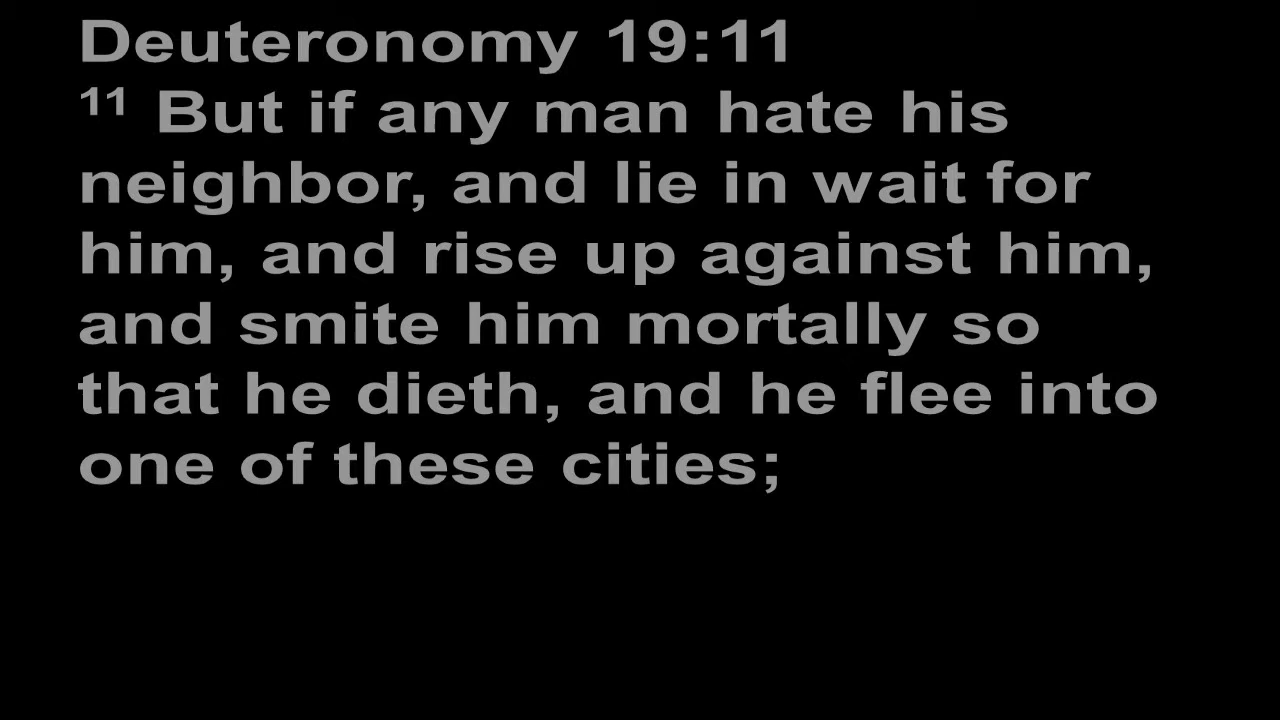 Deuteronomy 19:11
11 But if any man hate his
neighbor, and lie in wait for
him, and rise up against him,
and smite him mortally so
that he dieth, and he flee into
one of these cities;